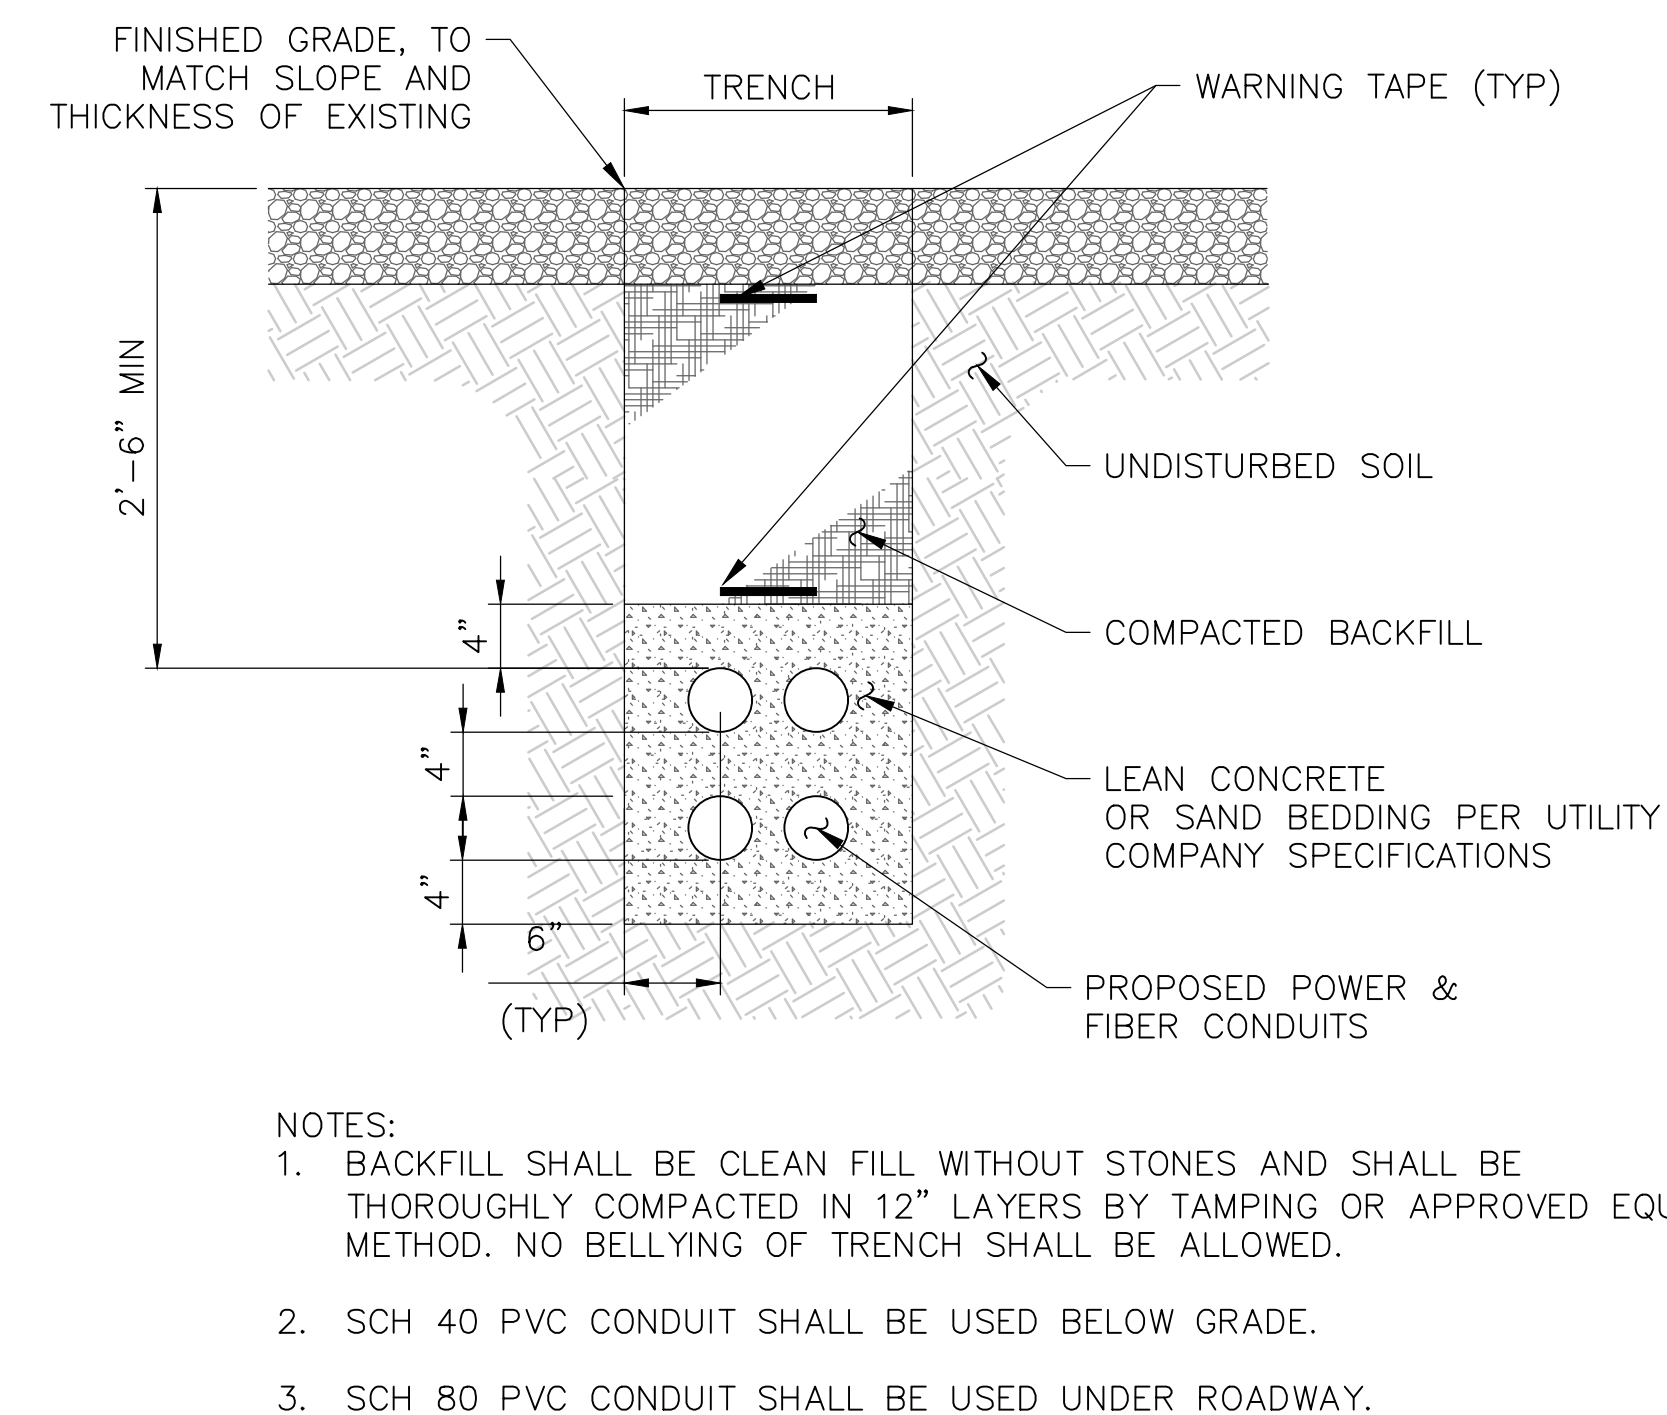 FINISHED GRADE, TO
MATCH SLOPE AND
THICKNESS OF EXISTING
TRENCH
WARNING TAPE (TYP)
2'-6" MIN
UNDISTURBED SOIL
COMPACTED BACKFILL
4"
4"
4"
LEAN CONCRETE
OR SAND BEDDING PER UTILITY
COMPANY SPECIFICATIONS
6"
(TYP)
PROPOSED POWER &
FIBER CONDUITS
NOTES:
1. BACKFILL SHALL BE CLEAN FILL WITHOUT STONES AND SHALL BE
THOROUGHLY COMPACTED IN 12" LAYERS BY TAMPING OR APPROVED
METHOD. NO BELLYING OF TRENCH SHALL BE ALLOWED.
2. SCH 40 PVC CONDUIT SHALL BE USED BELOW GRADE.
3. SCH 80 PVC CONDUIT SHALL BE USED UNDER ROADWAY.